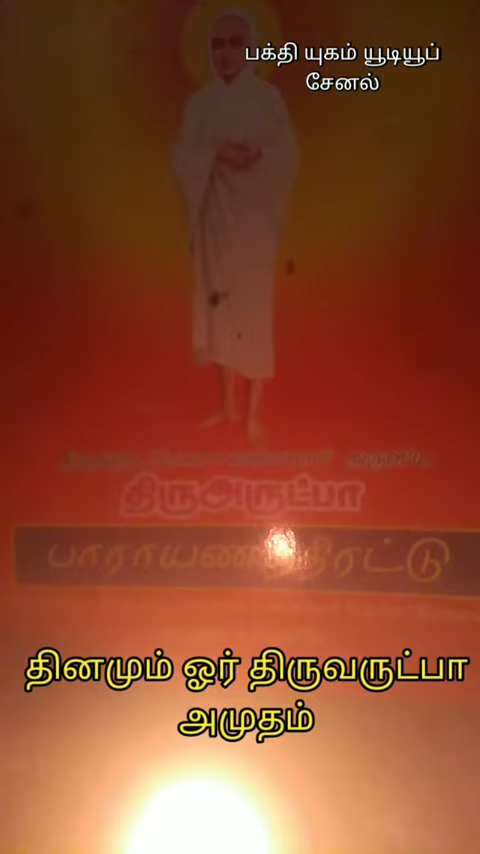 பக்தி யுகம் யூடியூப்
சேனல்
திருஅருட்பா
பாராயணத்திரட்டு
தினமும் ஓர் திருவருட்பா
அமுதம்